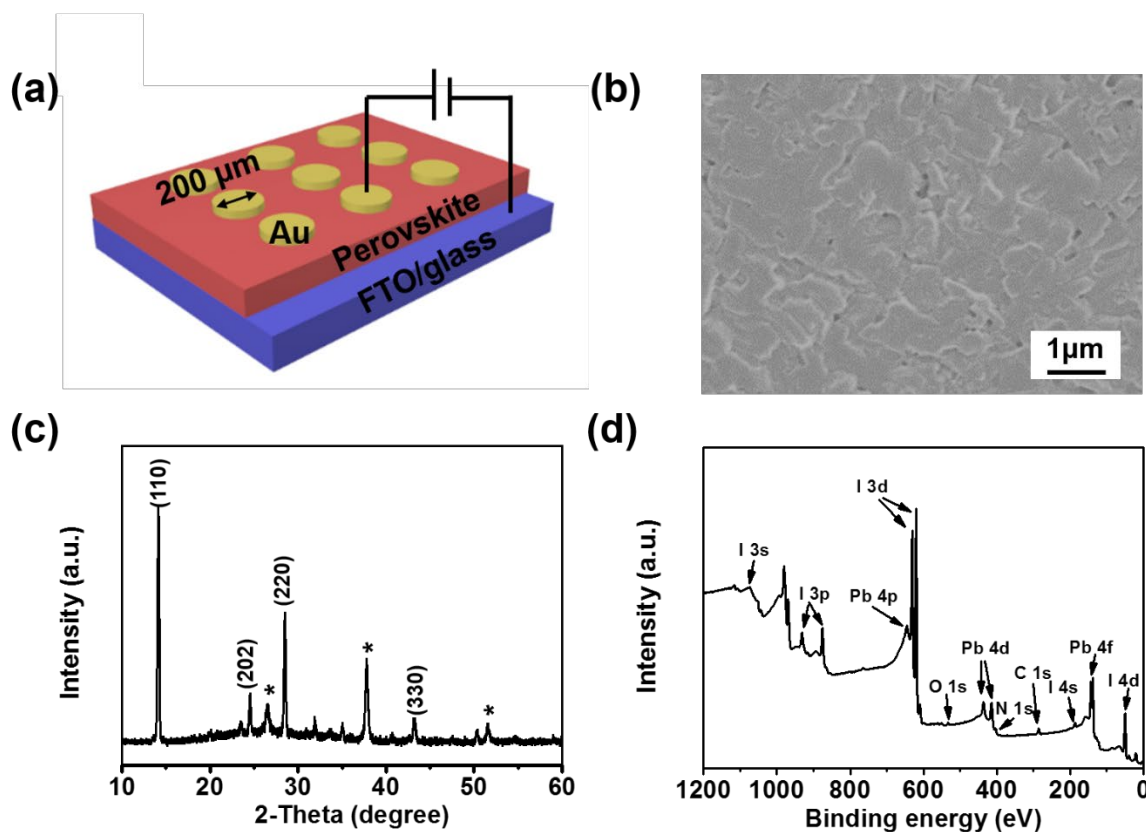 (a)
200 µm
Au
Perovskite
FTO/glass
(b)
1µm
(c)
Intensity (a.u.)
(110)
(202)
*
(220)
*
(330)
*
10 20 30 40 50 60
2-Theta (degree)
(d)
Intensity (a.u.)
I 3s
I 3p
Pb 4p
I 3d
O 1s
Pb 4d
N 1s
C 1s
I 4s
Pb 4f
I 4d
1200 1000 800 600 400 200 0
Binding energy (eV)